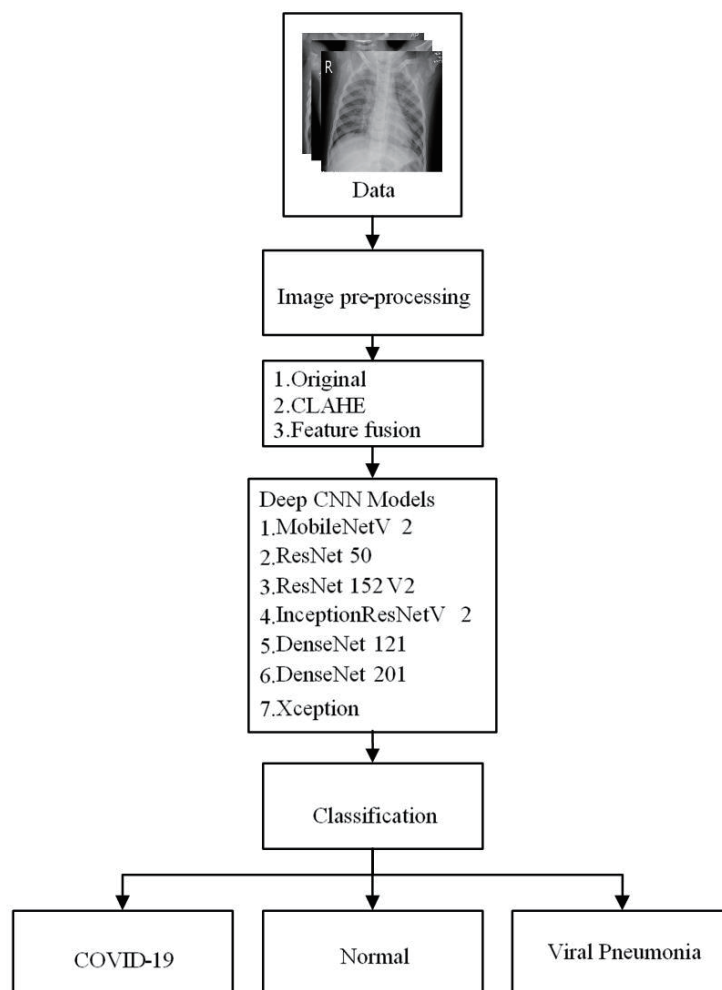 R
Data
Image pre-processing
1.Original
2.CLAHE
3.Feature fusion
Deep CNN Models
1.MobileNetV 2
2.ResNet 50
3.ResNet 152 V2
4.InceptionResNetV 2
5.DenseNet 121
6.DenseNet 201
7.Xception
Classification
COVID-19
Normal
Viral Pneumonia